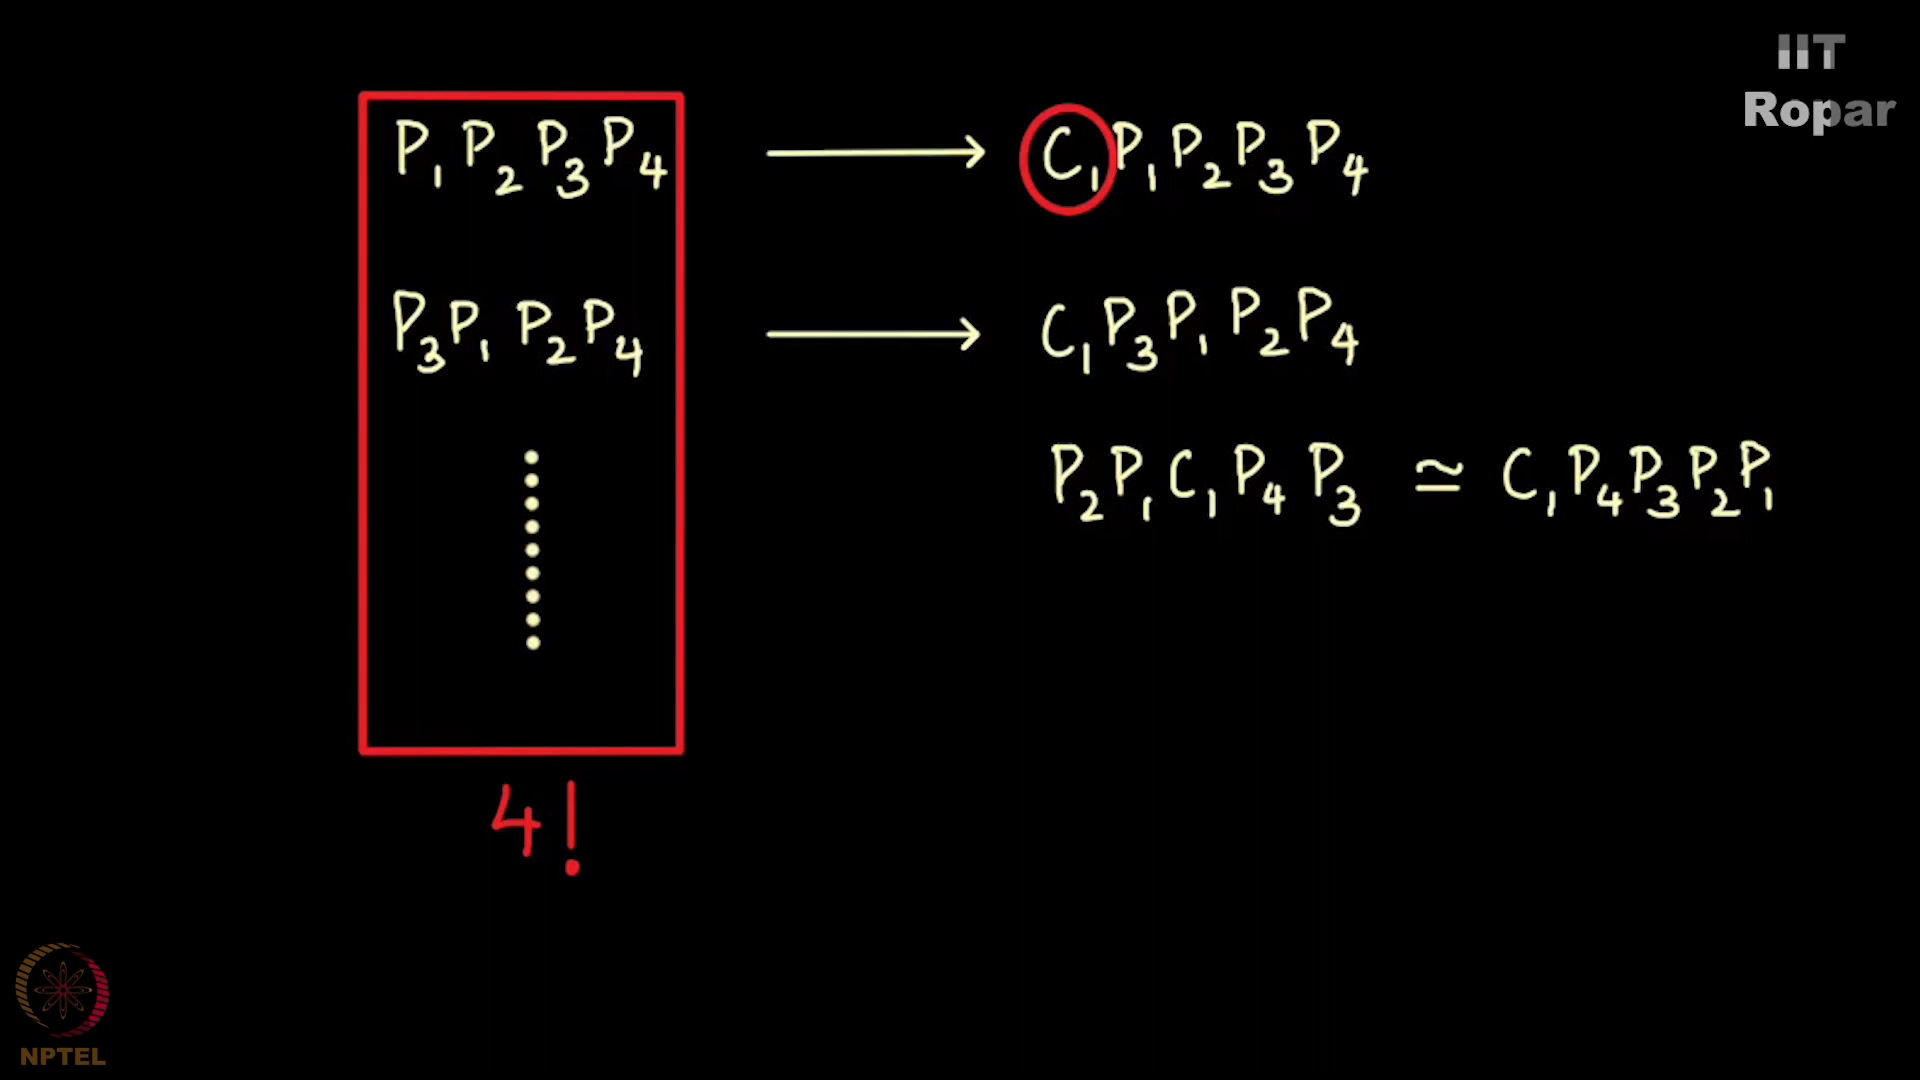 IIT
Ropar
P₁ P₂ P₃ P₄ ⟶ C₁ P₁ P₂ P₃ P₄
P₃ P₁ P₂ P₄ ⟶ C₁ P₃ P₁ P₂ P₄
P₂ P₁ C₁ P₄ P₃ ≃ C₁ P₄ P₃ P₂ P₁
4!
NPTEL